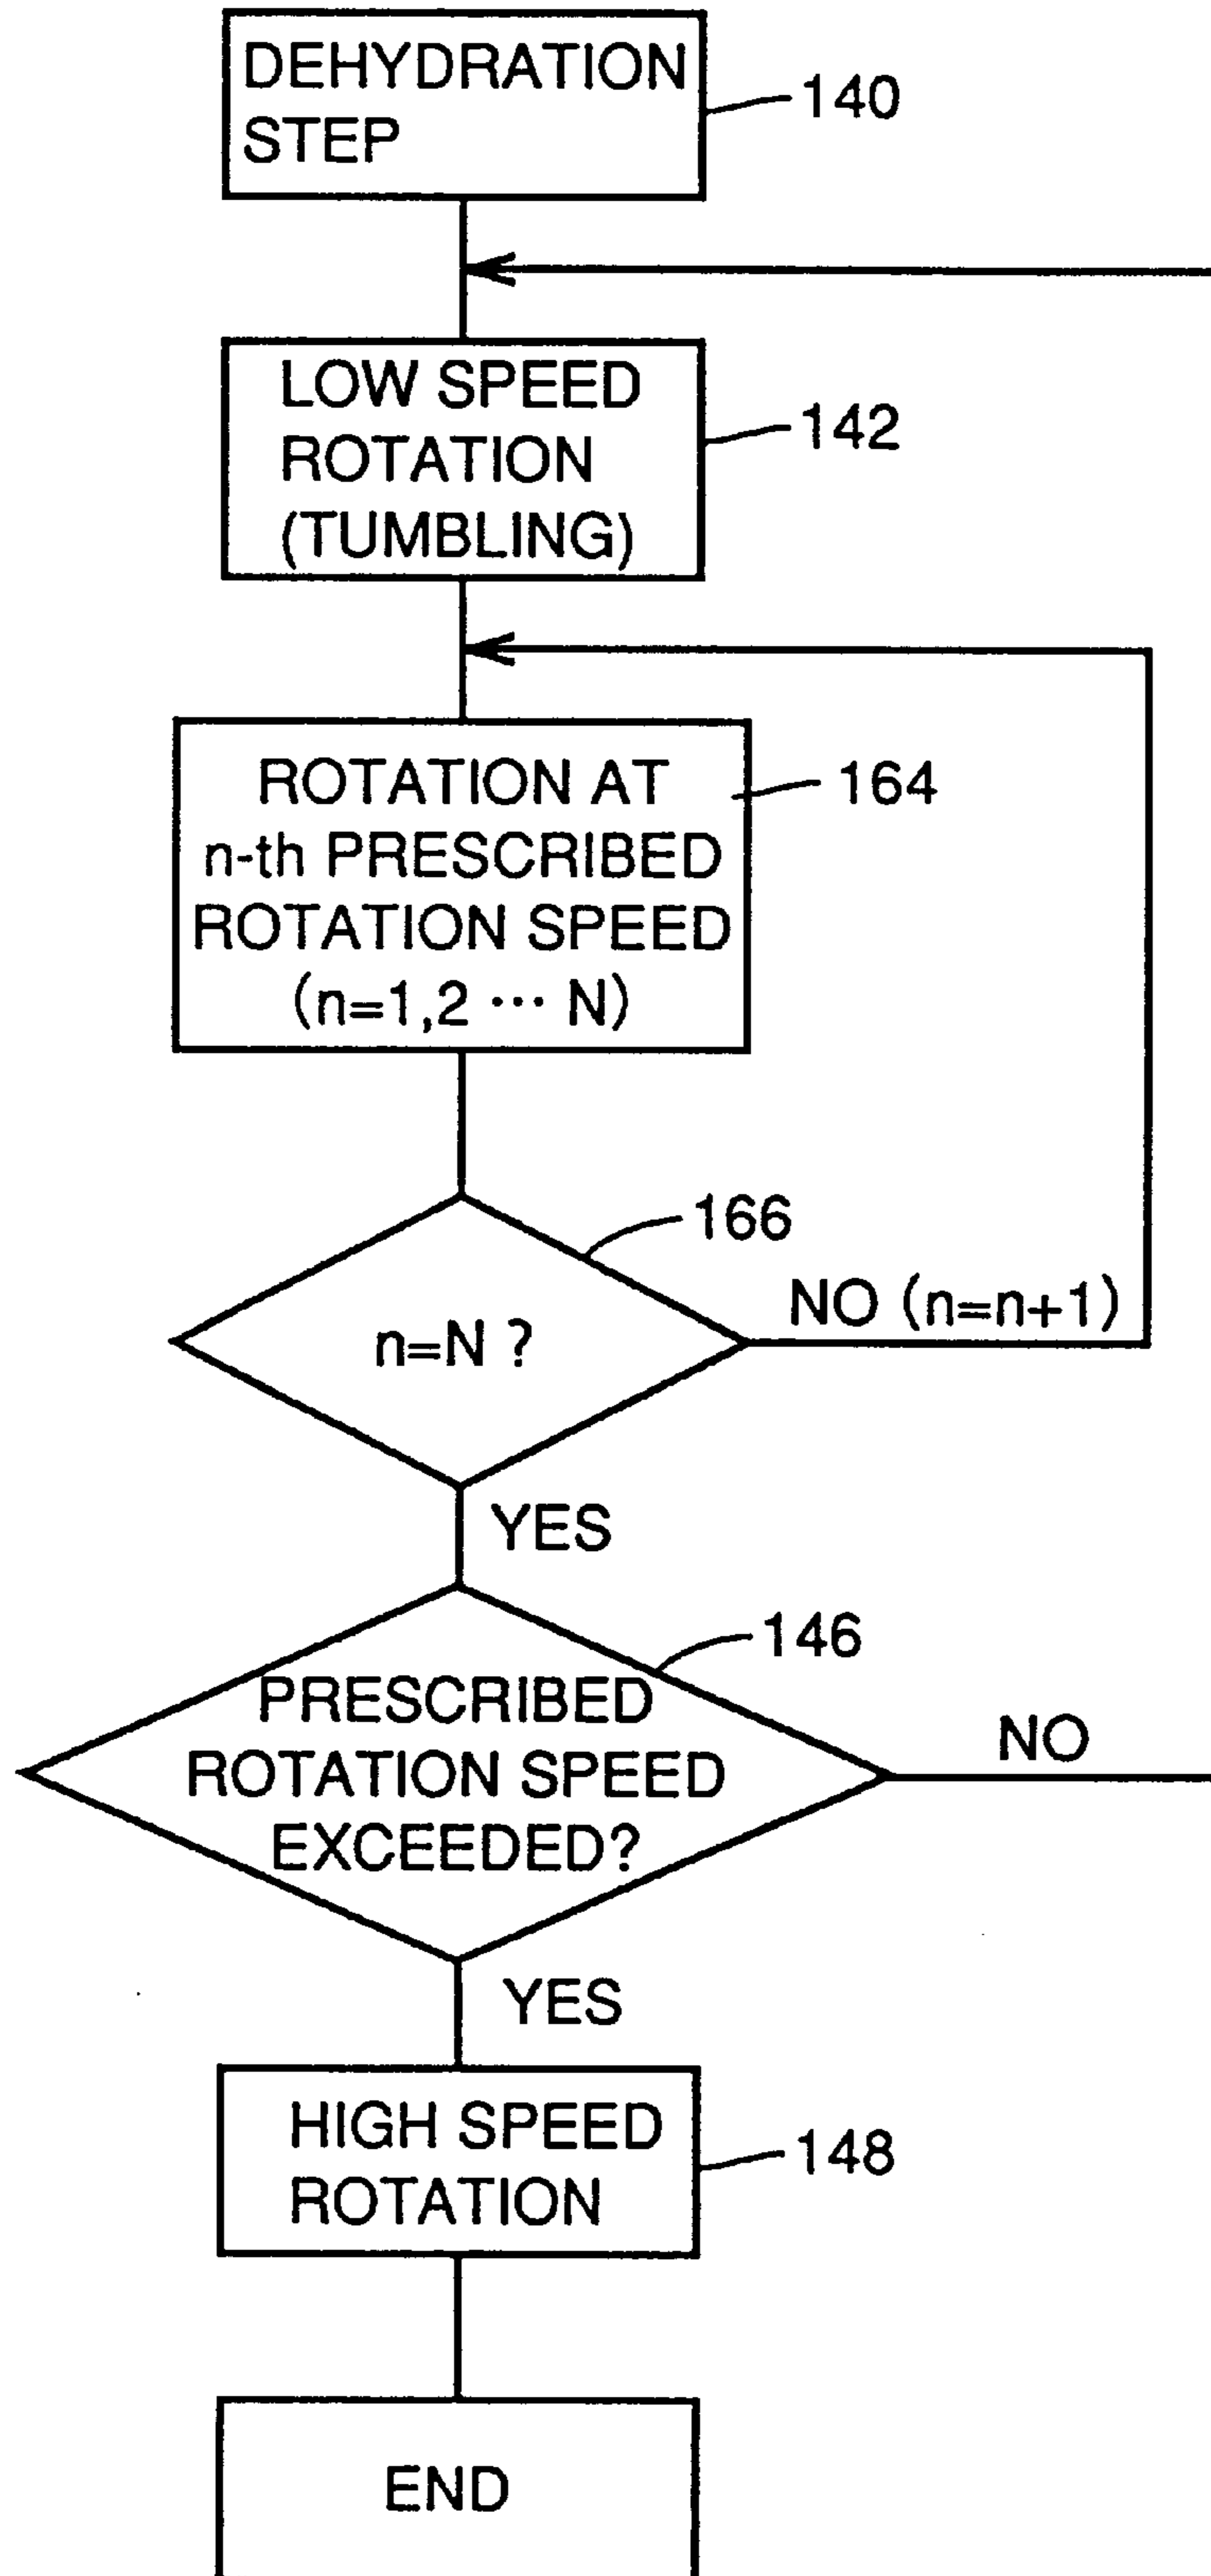 DEHYDRATION
STEP
140
LOW SPEED
ROTATION
(TUMBLING)
142
ROTATION AT
n-th PRESCRIBED
ROTATION SPEED
(n=1,2 ··· N)
164
166
n=N ?
NO (n=n+1)
YES
146
PRESCRIBED
ROTATION SPEED
EXCEEDED?
NO
YES
HIGH SPEED
ROTATION
148
END